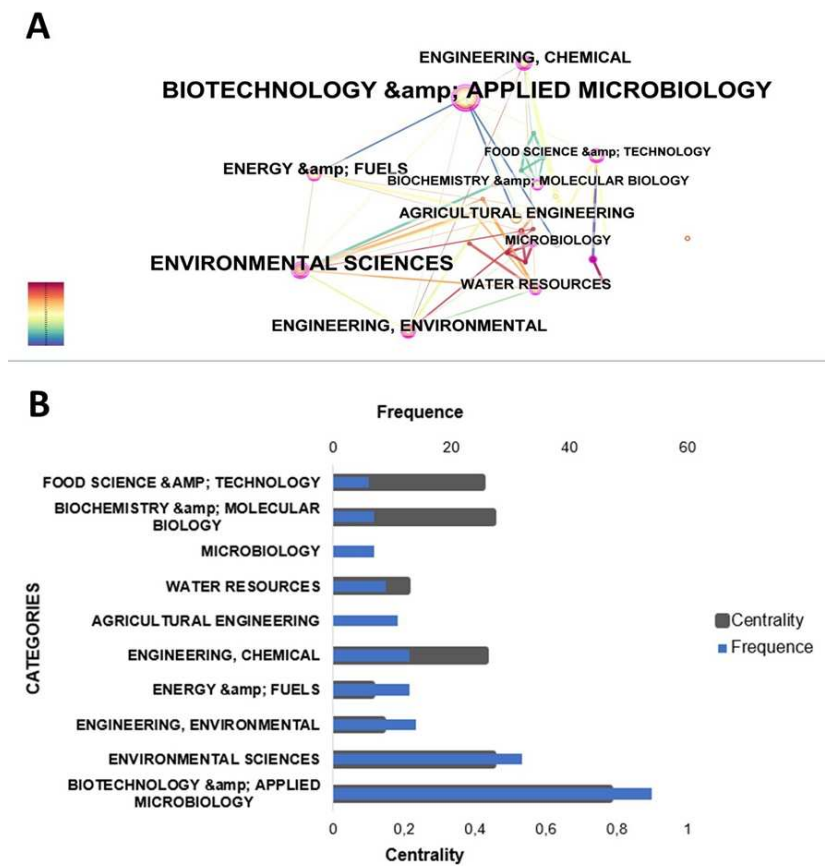 A
ENGINEERING, CHEMICAL
BIOTECHNOLOGY &amp; APPLIED MICROBIOLOGY
FOOD SCIENCE &amp; TECHNOLOGY
ENERGY &amp; FUELS
BIOCHEMISTRY &amp; MOLECULAR BIOLOGY
AGRICULTURAL ENGINEERING
MICROBIOLOGY
ENVIRONMENTAL SCIENCES
WATER RESOURCES
ENGINEERING, ENVIRONMENTAL
B
Frequence
0 20 40 60
FOOD SCIENCE &AMP; TECHNOLOGY
BIOCHEMISTRY &amp; MOLECULAR
BIOLOGY
MICROBIOLOGY
WATER RESOURCES
AGRICULTURAL ENGINEERING
ENGINEERING, CHEMICAL
ENERGY &amp; FUELS
ENGINEERING, ENVIRONMENTAL
ENVIRONMENTAL SCIENCES
BIOTECHNOLOGY &amp; APPLIED
MICROBIOLOGY
CATEGORIES
Centrality
Frequence
0 0,2 0,4 0,6 0,8 1
Centrality